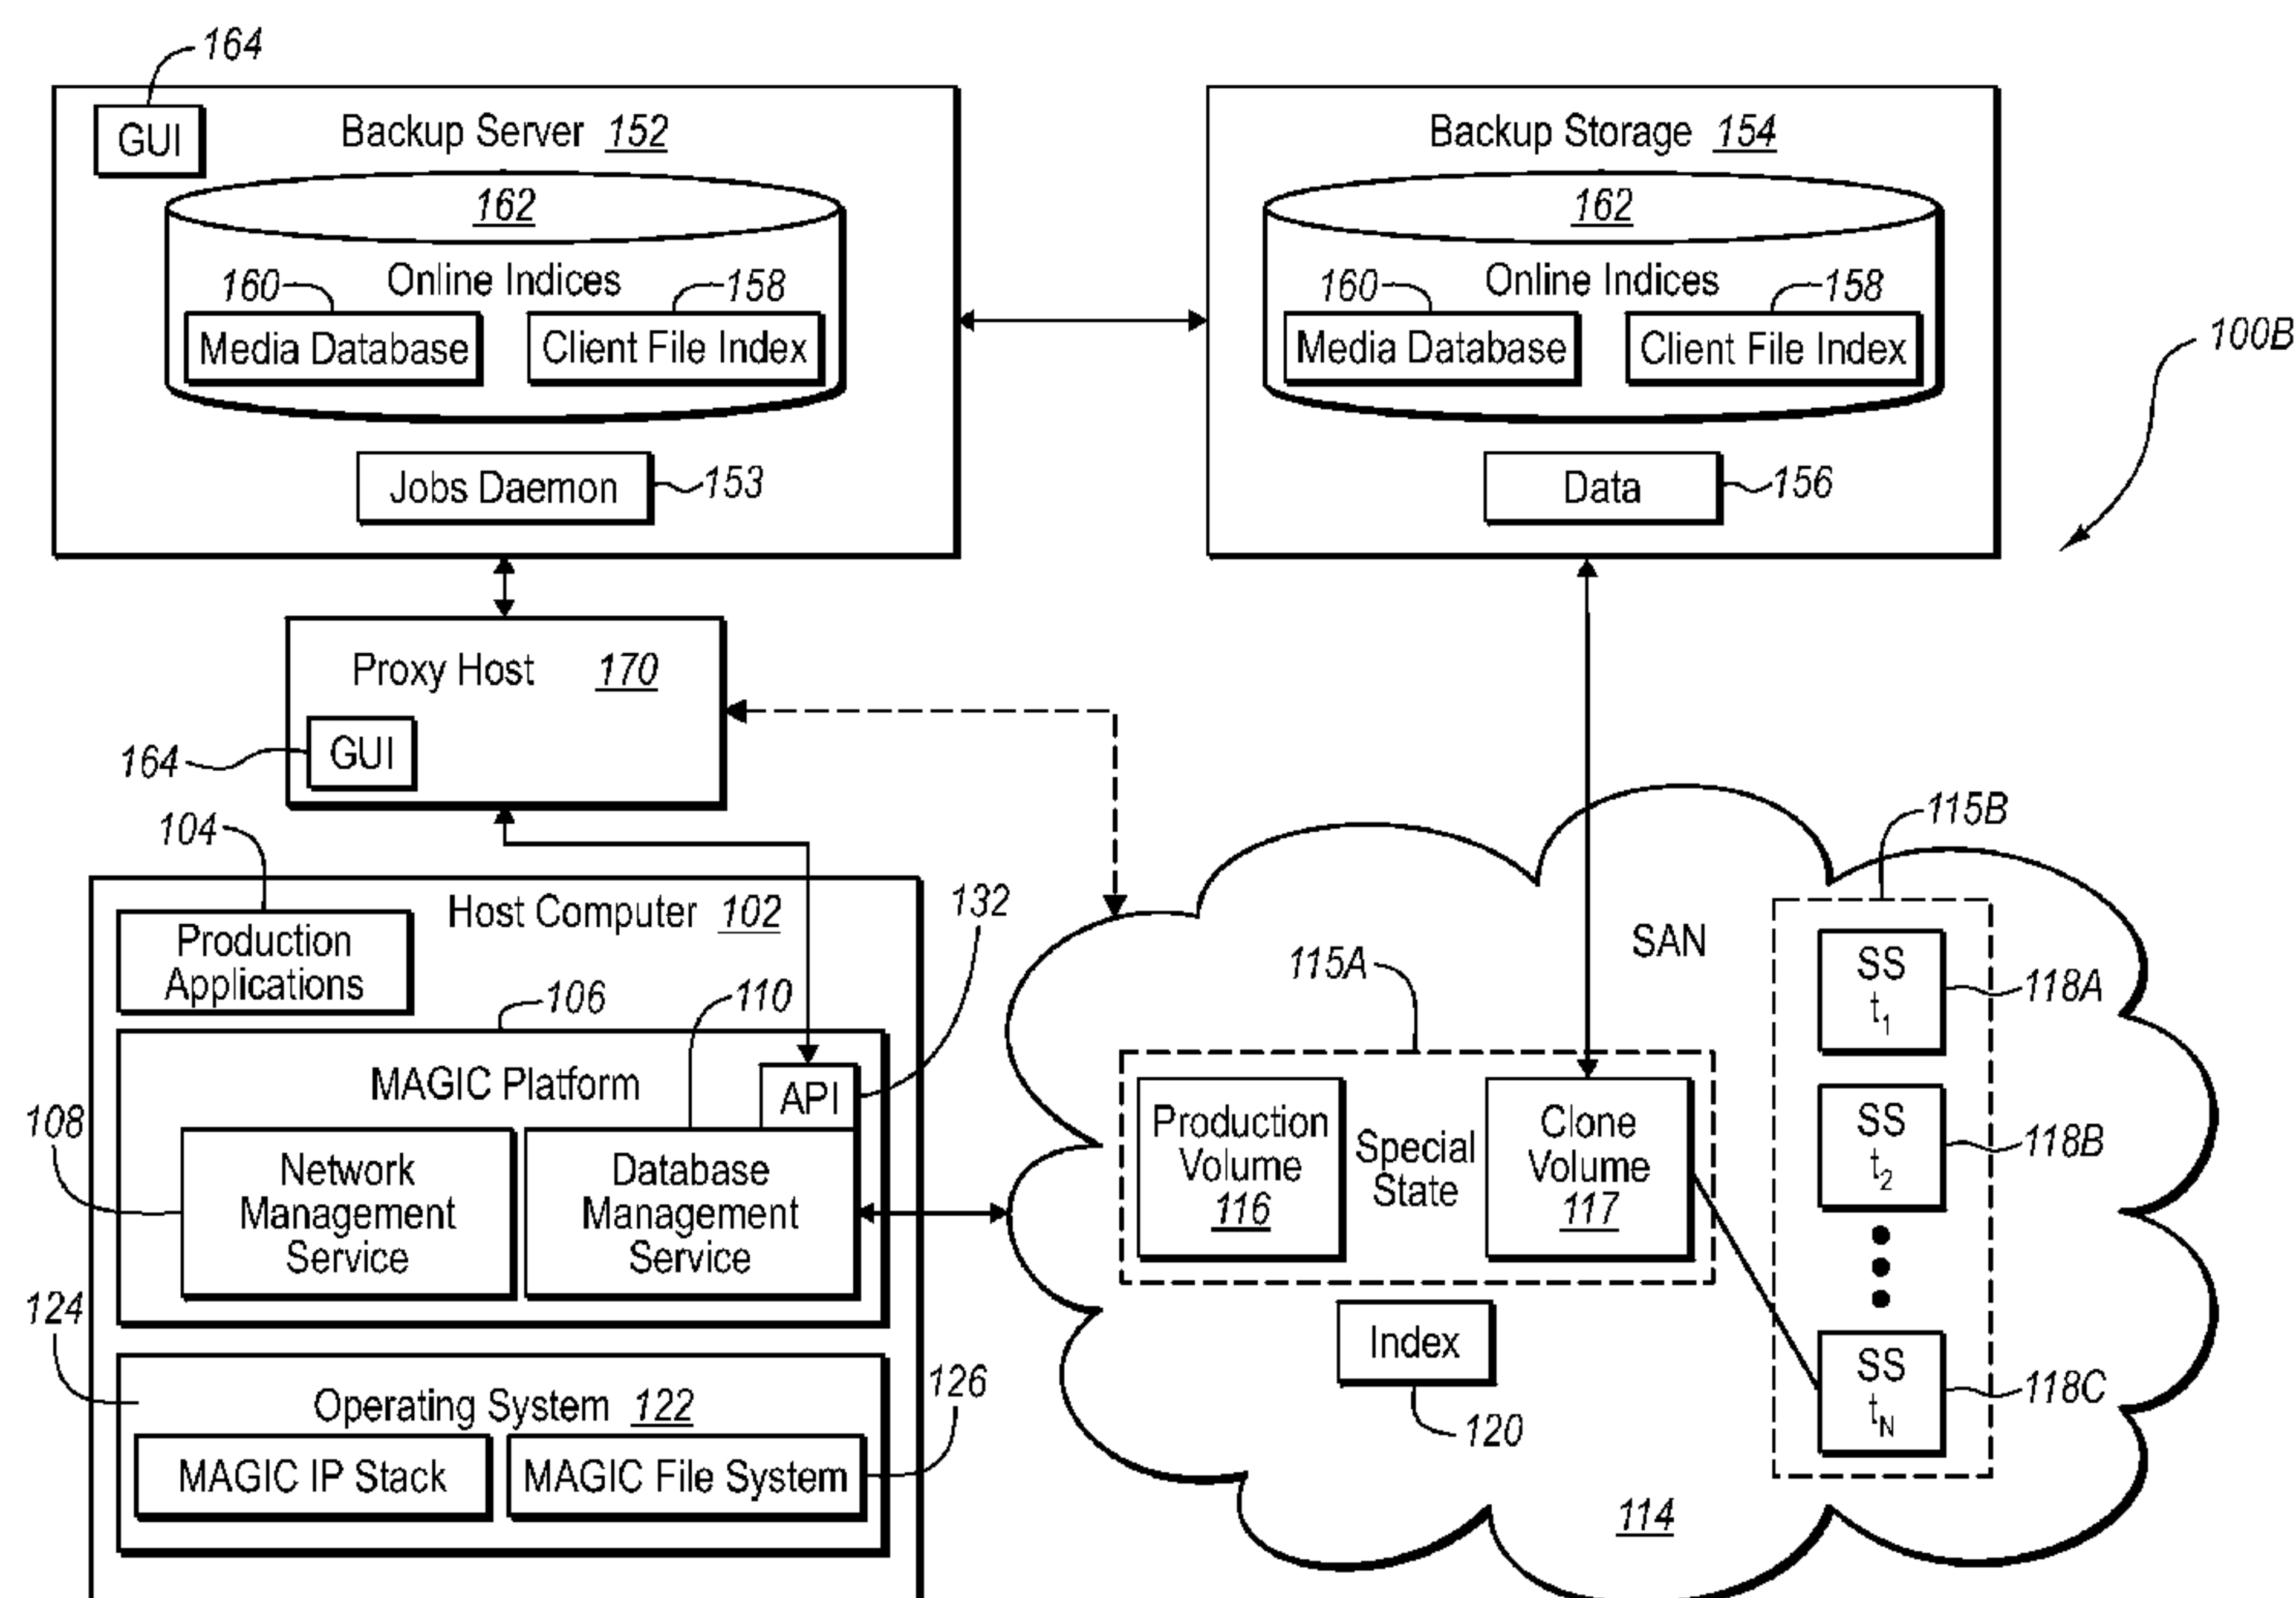 164
GUI
Backup Server 152
162
Online Indices
160
158
Media Database
Client File Index
Jobs Daemon
153
Backup Storage 154
162
Online Indices
160
158
Media Database
Client File Index
Data
156
100B
Proxy Host 170
GUI
164
104
Host Computer 102
132
Production
Applications
106
110
MAGIC Platform
API
108
Network
Management
Service
Database
Management
Service
124
Operating System 122
126
MAGIC IP Stack
MAGIC File System
115B
SAN
115A
Production
Volume
116
Special
State
Clone
Volume
117
Index
120
SS
t1
118A
SS
t2
118B
SS
tN
118C
114